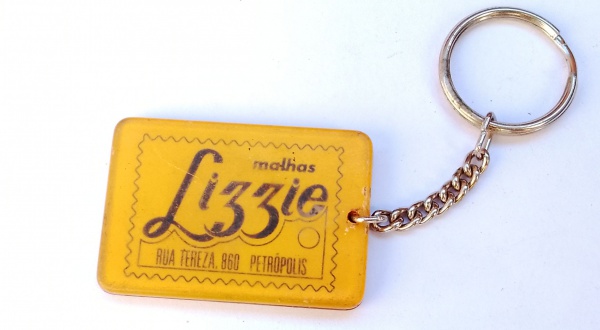 malhas
Lizzie
RUA TEREZA, 860 PETRÓPOLIS